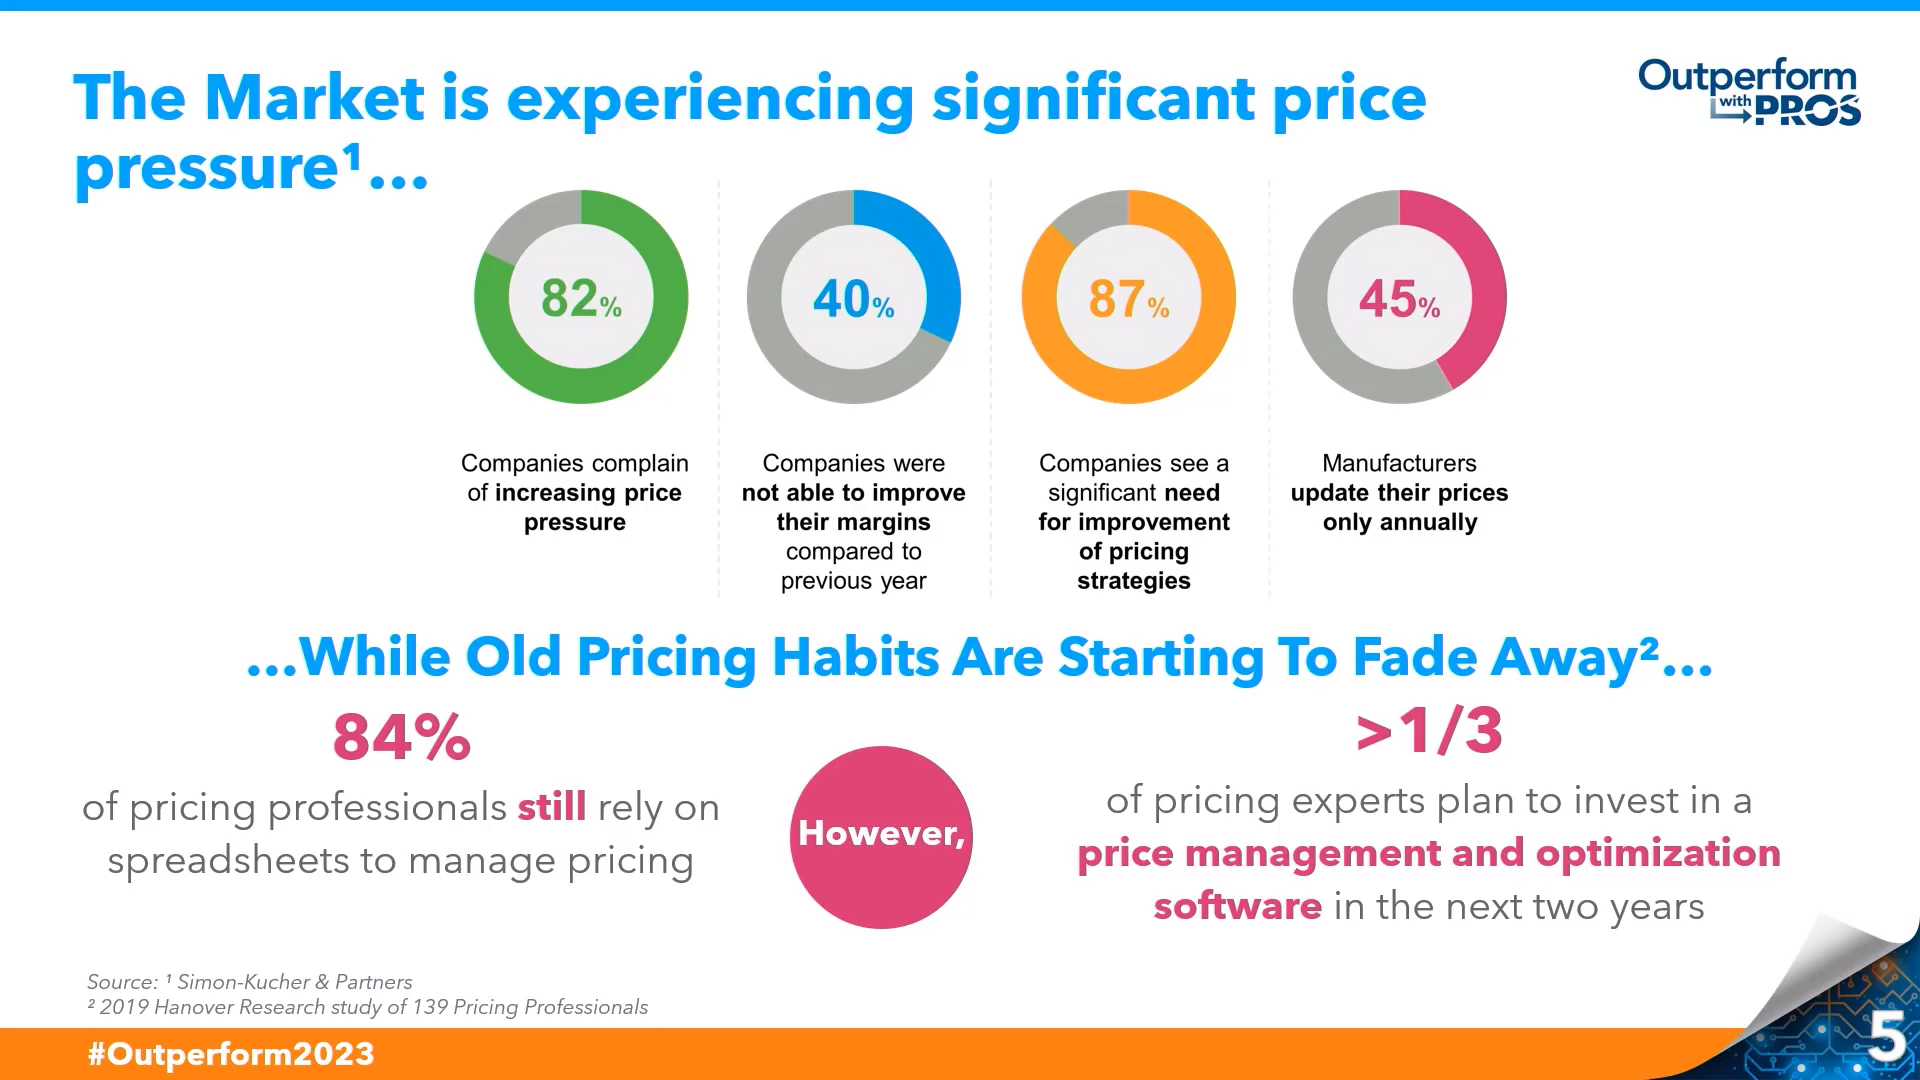 The Market is experiencing significant price
pressure¹...
Outperform
with PROS
82%
40%
87%
45%
Companies complain
of increasing price
pressure
Companies were
not able to improve
their margins
compared to
previous year
Companies see a
significant need
for improvement
of pricing
strategies
Manufacturers
update their prices
only annually
...While Old Pricing Habits Are Starting To Fade Away²...
84%
of pricing professionals still rely on
spreadsheets to manage pricing
However,
>1/3
of pricing experts plan to invest in a
price management and optimization
software in the next two years
Source: ¹ Simon-Kucher & Partners
² 2019 Hanover Research study of 139 Pricing Professionals
#Outperform2023
5